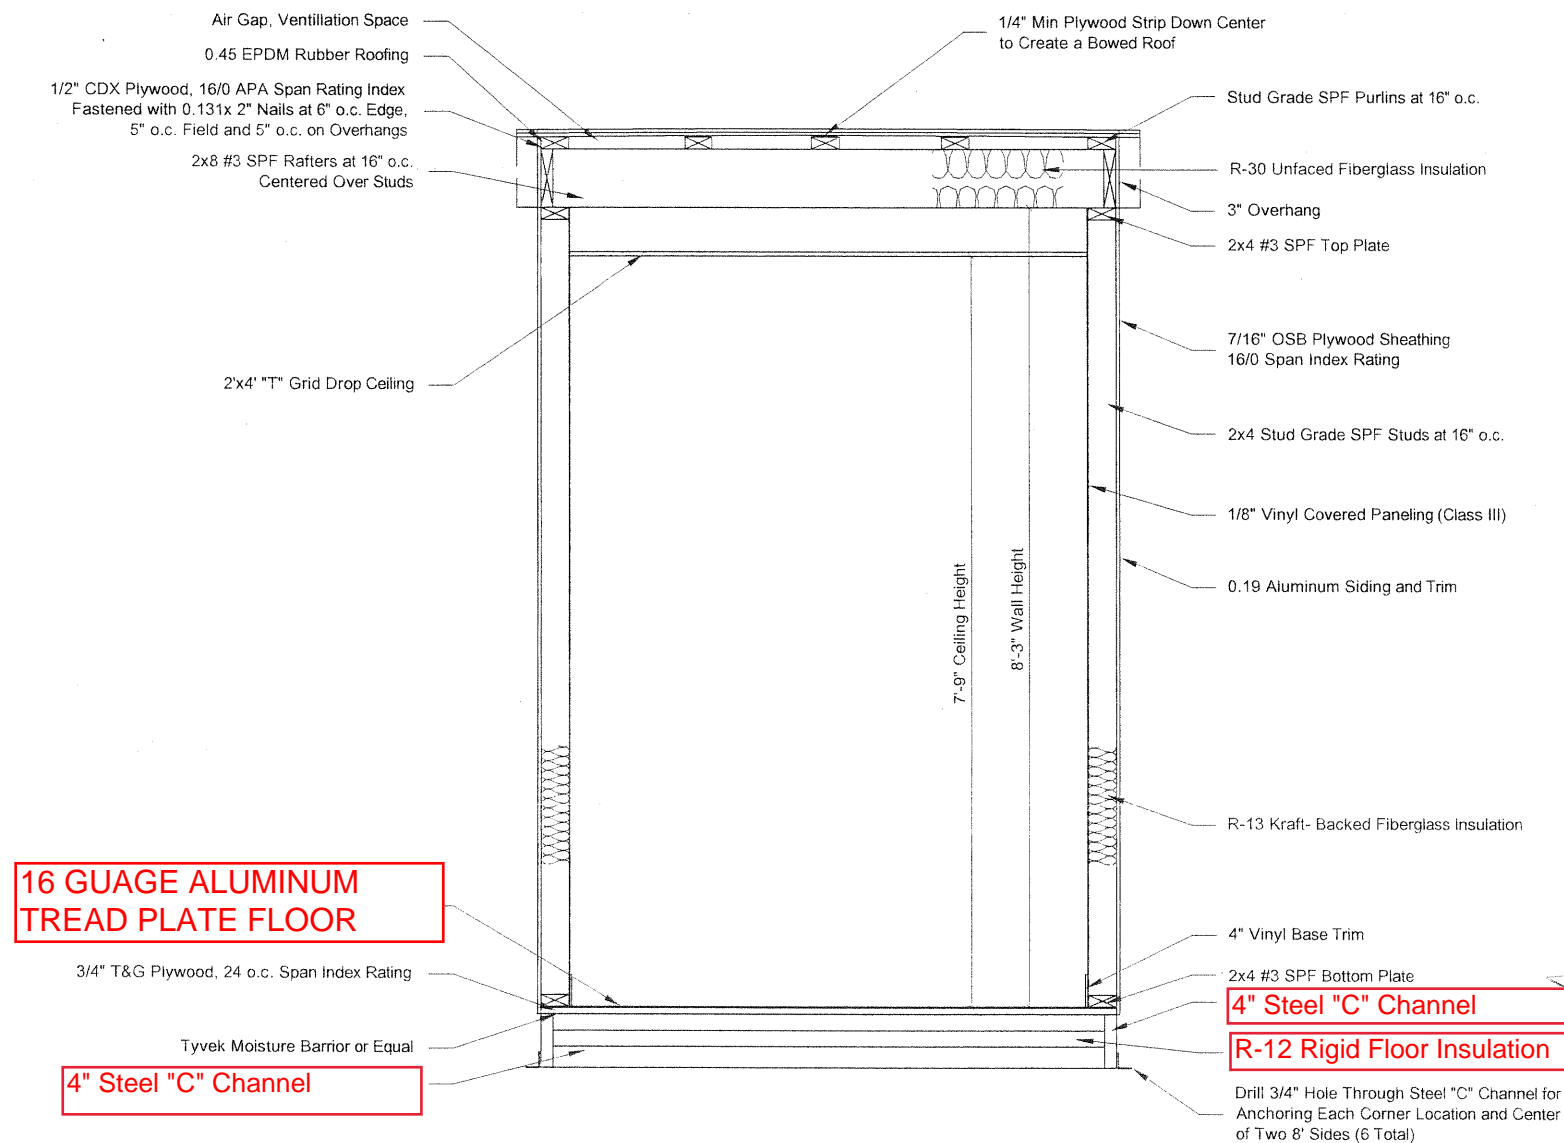 Air Gap, Ventillation Space
0.45 EPDM Rubber Roofing
1/2" CDX Plywood, 16/0 APA Span Rating Index
Fastened with 0.131x 2" Nails at 6" o.c. Edge,
5" o.c. Field and 5" o.c. on Overhangs
2x8 #3 SPF Rafters at 16" o.c.
Centered Over Studs
2'x4' "T" Grid Drop Ceiling
16 GUAGE ALUMINUM
TREAD PLATE FLOOR
3/4" T&G Plywood, 24 o.c. Span Index Rating
Tyvek Moisture Barrior or Equal
4" Steel "C" Channel
7'-9" Ceiling Height
8'-3" Wall Height
1/4" Min Plywood Strip Down Center
to Create a Bowed Roof
Stud Grade SPF Purlins at 16" o.c.
R-30 Unfaced Fiberglass Insulation
3" Overhang
2x4 #3 SPF Top Plate
7/16" OSB Plywood Sheathing
16/0 Span Index Rating
2x4 Stud Grade SPF Studs at 16" o.c.
1/8" Vinyl Covered Paneling (Class III)
0.19 Aluminum Siding and Trim
R-13 Kraft- Backed Fiberglass Insulation
4" Vinyl Base Trim
2x4 #3 SPF Bottom Plate
4" Steel "C" Channel
R-12 Rigid Floor Insulation
Drill 3/4" Hole Through Steel "C" Channel for
Anchoring Each Corner Location and Center
of Two 8' Sides (6 Total)